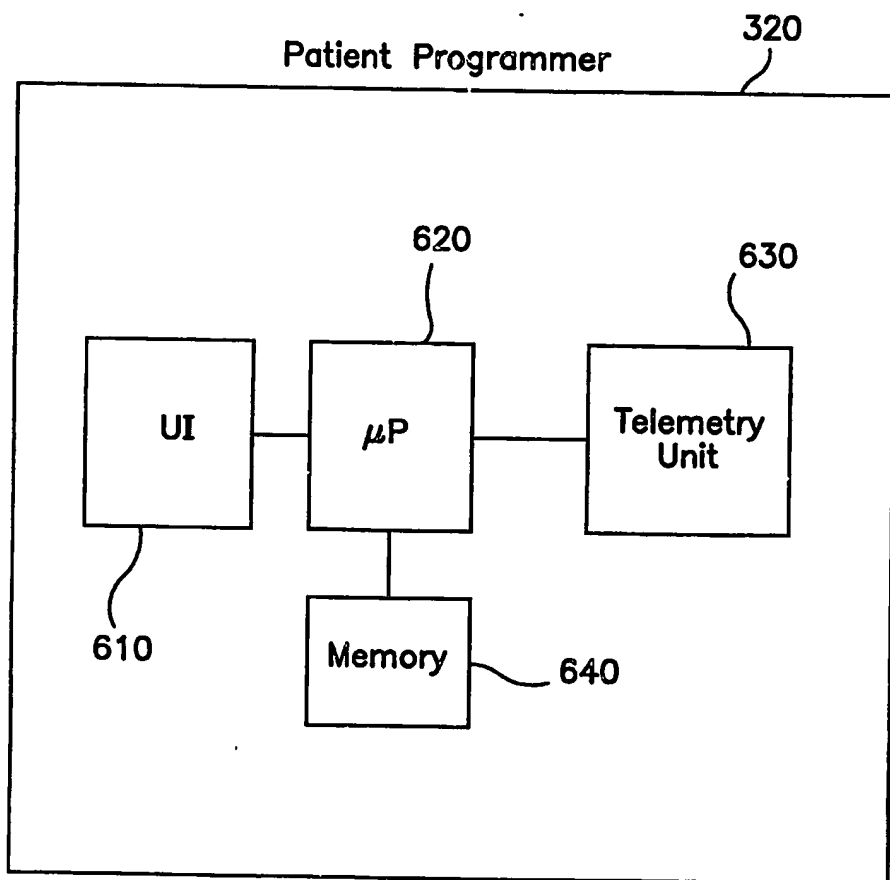 320
Patient Programmer
620
630
UI
μP
Telemetry
Unit
610
Memory
640